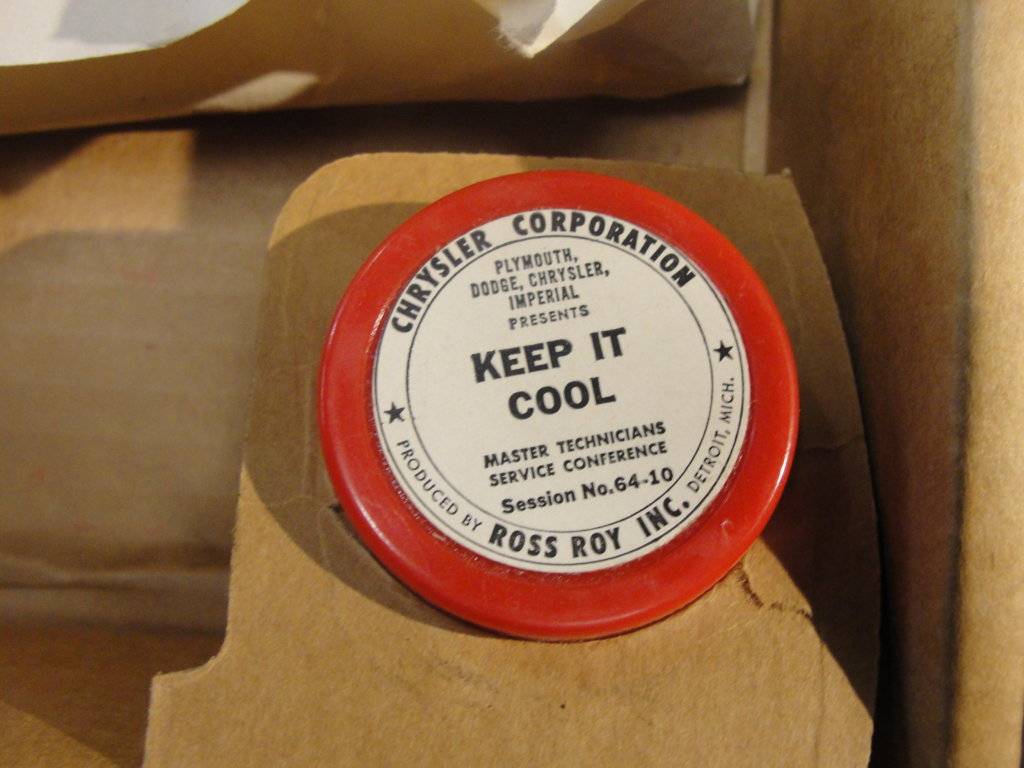 CHRYSLER CORPORATION
PLYMOUTH,
DODGE, CHRYSLER,
IMPERIAL
PRESENTS
KEEP IT
COOL
MASTER TECHNICIANS
SERVICE CONFERENCE
Session No.64-10
PRODUCED BY ROSS ROY INC. DETROIT, MICH.